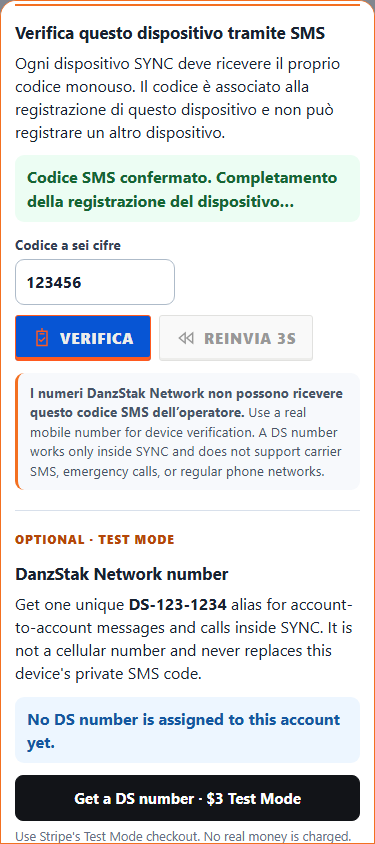 Verifica questo dispositivo tramite SMS
Ogni dispositivo SYNC deve ricevere il proprio
codice monouso. Il codice è associato alla
registrazione di questo dispositivo e non può
registrare un altro dispositivo.
Codice SMS confermato. Completamento
della registrazione del dispositivo...
Codice a sei cifre
123456
VERIFICA
REINVIA 3S
I numeri DanzStak Network non possono ricevere
questo codice SMS dell'operatore. Use a real
mobile number for device verification. A DS number
works only inside SYNC and does not support carrier
SMS, emergency calls, or regular phone networks.
OPTIONAL · TEST MODE
DanzStak Network number
Get one unique DS-123-1234 alias for account-
to-account messages and calls inside SYNC. It is
not a cellular number and never replaces this
device's private SMS code.
No DS number is assigned to this account
yet.
Get a DS number · $3 Test Mode
Use Stripe's Test Mode checkout. No real money is charged.